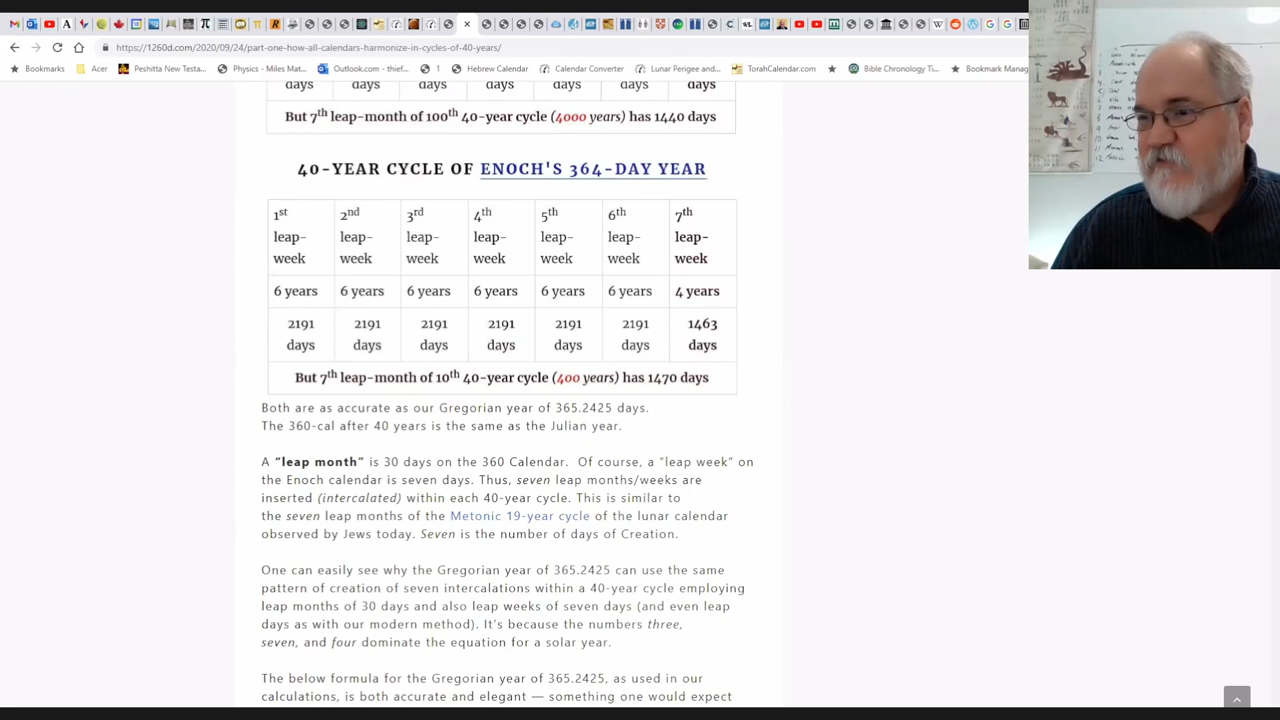 https://1260d.com/2020/09/24/part-one-how-all-calendars-harmonize-in-cycles-of-40-years/
Bookmarks Acer Peshitta New Testa... Physics - Miles Mat... Outlook.com - thief... Hebrew Calendar Calendar Converter Lunar Perigee and... TorahCalendar.com Bible Chronology Ti... Bookmark Manag
days days days days days days days
But 7th leap-month of 100th 40-year cycle (4000 years) has 1440 days
40-YEAR CYCLE OF ENOCH'S 364-DAY YEAR
1st 2nd 3rd 4th 5th 6th 7th
leap- leap- leap- leap- leap- leap- leap-
week week week week week week week
6 years 6 years 6 years 6 years 6 years 6 years 4 years
2191 2191 2191 2191 2191 2191 1463
days days days days days days days
But 7th leap-month of 10th 40-year cycle (400 years) has 1470 days
Both are as accurate as our Gregorian year of 365.2425 days.
The 360-cal after 40 years is the same as the Julian year.
A “leap month” is 30 days on the 360 Calendar. Of course, a “leap week” on
the Enoch calendar is seven days. Thus, seven leap months/weeks are
inserted (intercalated) within each 40-year cycle. This is similar to
the seven leap months of the Metonic 19-year cycle of the lunar calendar
observed by Jews today. Seven is the number of days of Creation.
One can easily see why the Gregorian year of 365.2425 can use the same
pattern of creation of seven intercalations within a 40-year cycle employing
leap months of 30 days and also leap weeks of seven days (and even leap
days as with our modern method). It’s because the numbers three,
seven, and four dominate the equation for a solar year.
The below formula for the Gregorian year of 365.2425, as used in our
calculations, is both accurate and elegant — something one would expect